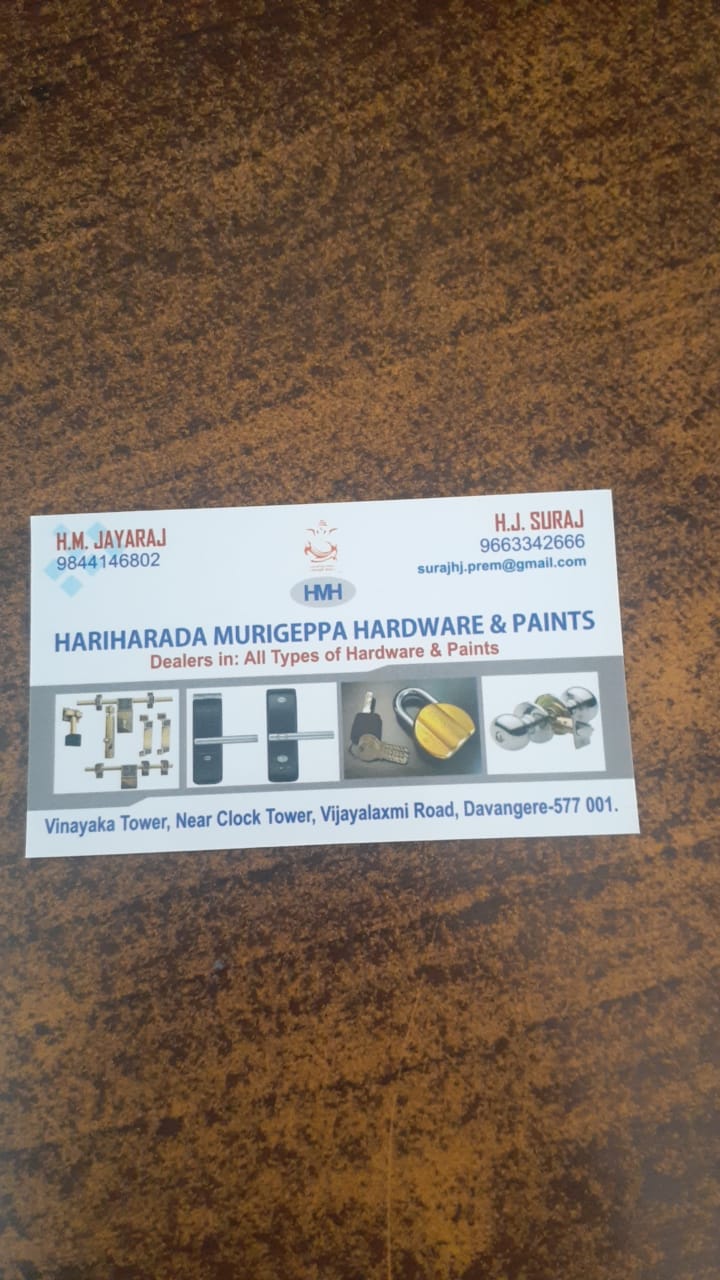 H.M. JAYARAJ
9844146802
H.J. SURAJ
9663342666
surajhj.prem@gmail.com
HMH
HARIHARADA MURIGEPPA HARDWARE & PAINTS
Dealers in: All Types of Hardware & Paints
Vinayaka Tower, Near Clock Tower, Vijayalaxmi Road, Davangere-577 001.